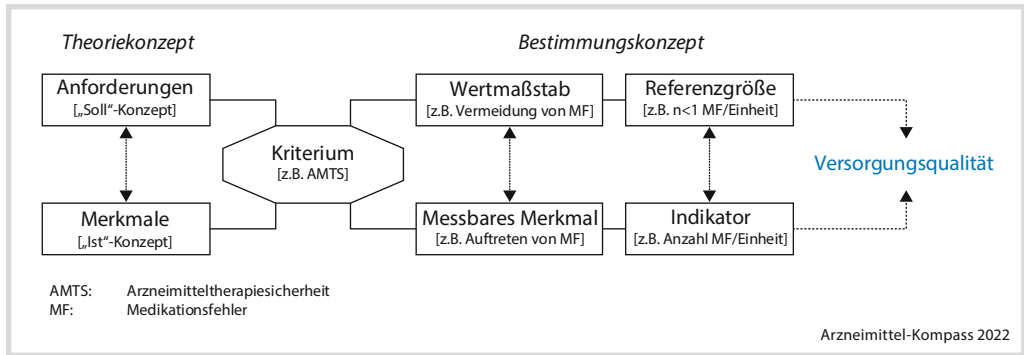 Theoriekonzept
Bestimmungskonzept
Anforderungen
[„Soll“-Konzept]
Wertmaßstab
[z.B. Vermeidung von MF]
Referenzgröße
[z.B. n<1 MF/Einheit]
Kriterium
[z.B. AMTS]
Versorgungsqualität
Merkmale
[„Ist“-Konzept]
Messbares Merkmal
[z.B. Auftreten von MF]
Indikator
[z.B. Anzahl MF/Einheit]
AMTS: Arzneimitteltherapiesicherheit
MF: Medikationsfehler
Arzneimittel-Kompass 2022